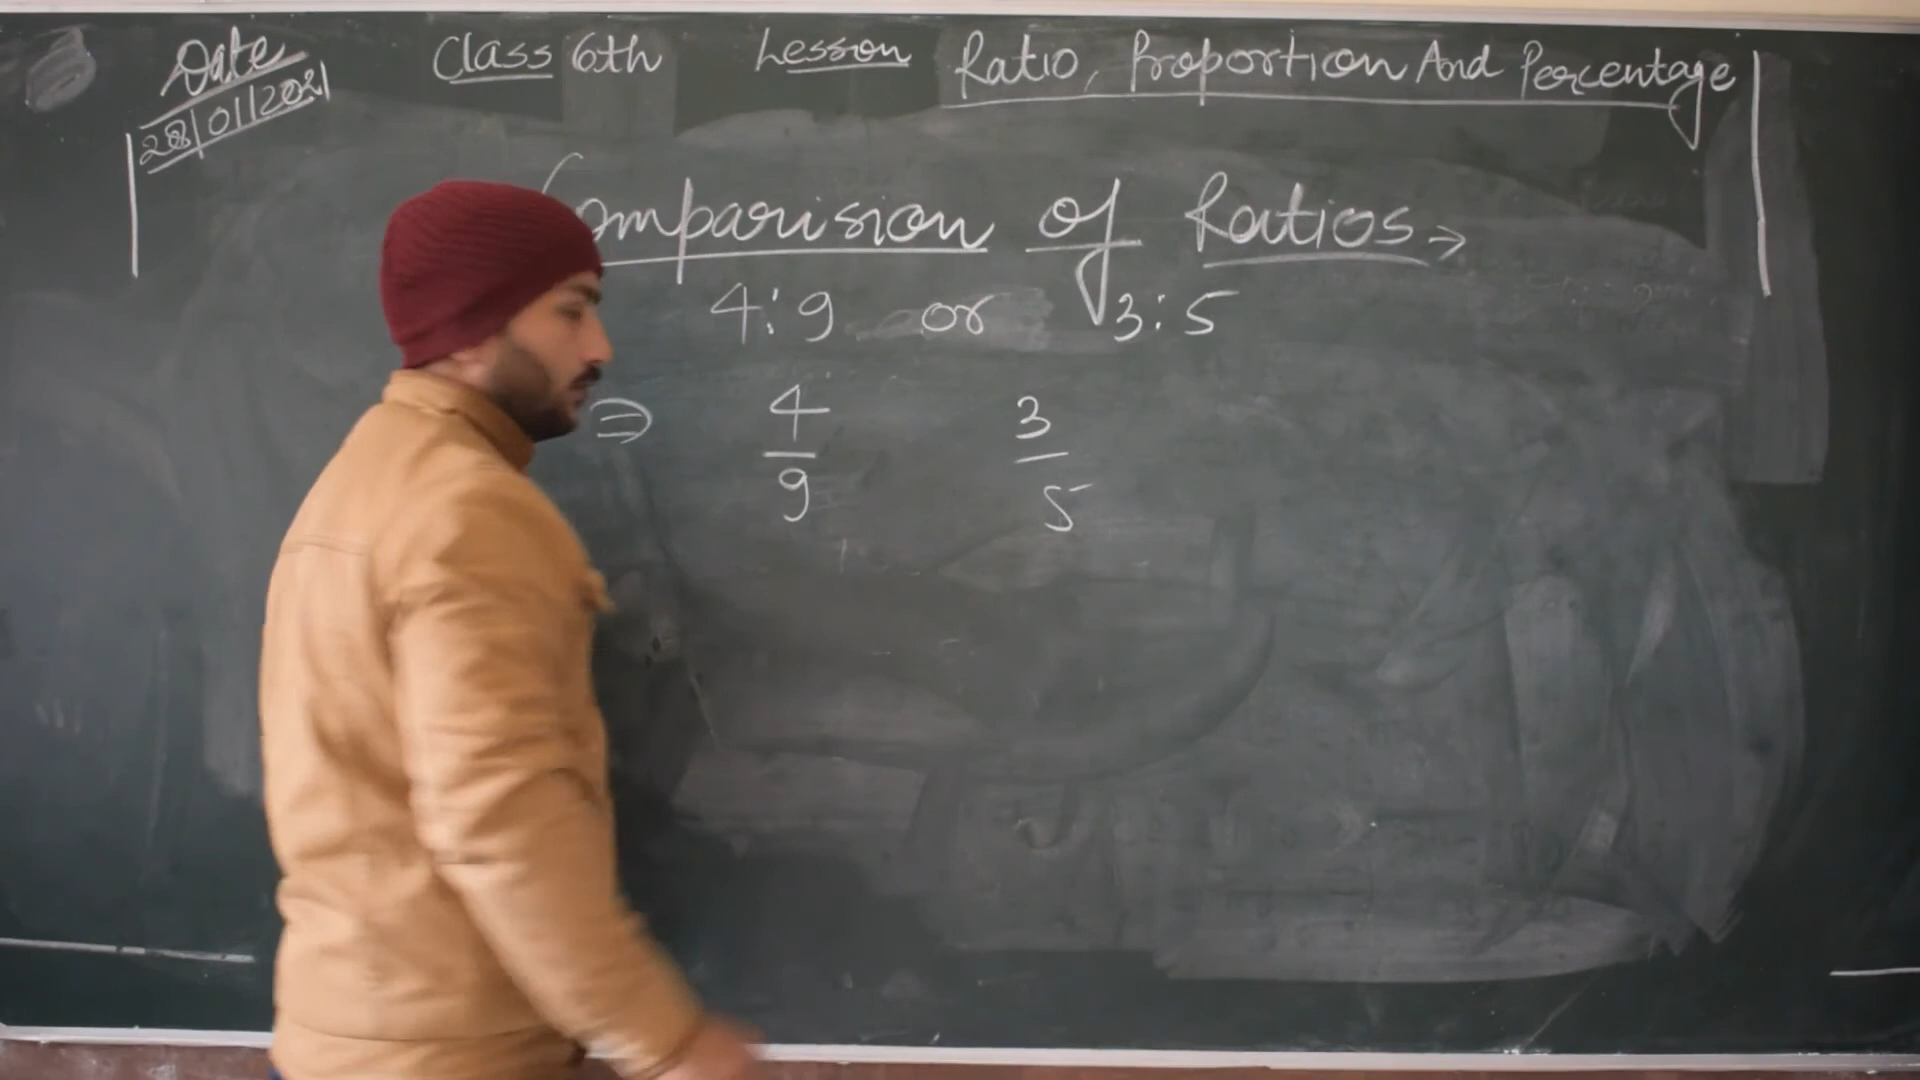 Date Class 6th Lesson Ratio, Proportion And Percentage
28/01/2021
Comparision of Ratios →
4:9 or 3:5
⇒ 4/9 3/5